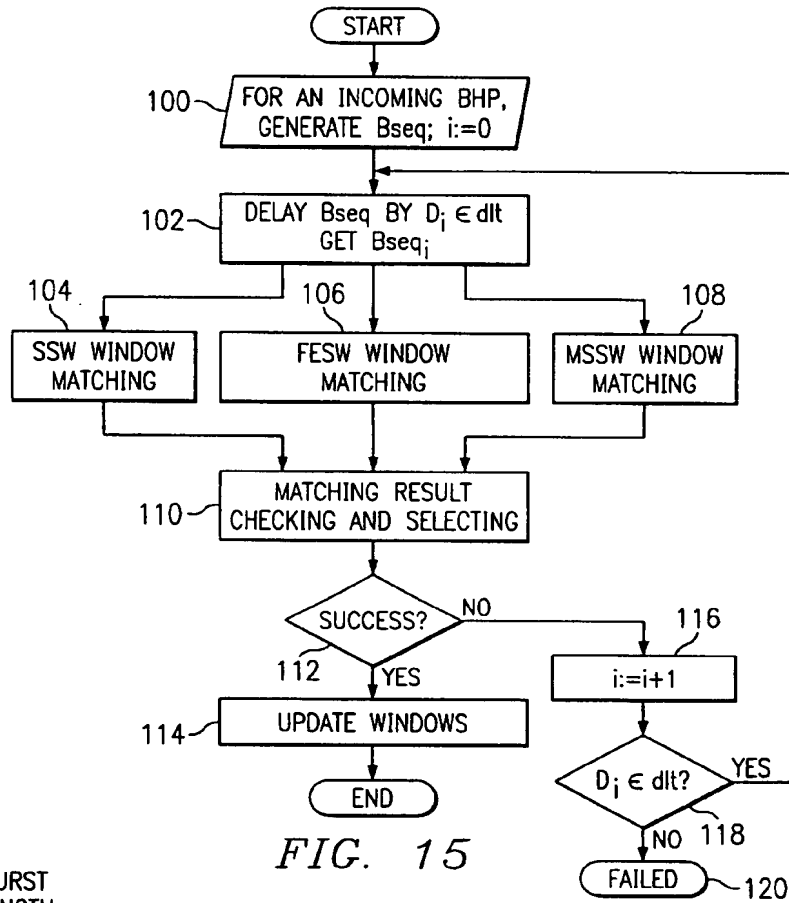 START
100
FOR AN INCOMING BHP,
GENERATE Bseq; i:=0
102
DELAY Bseq BY Di ∈ dlt
GET Bseqi
104
SSW WINDOW
MATCHING
106
FESW WINDOW
MATCHING
108
MSSW WINDOW
MATCHING
110
MATCHING RESULT
CHECKING AND SELECTING
SUCCESS?
112
NO
YES
116
i:=i+1
114
UPDATE WINDOWS
Di ∈ dlt?
YES
118
NO
END
FIG. 15
FAILED
120
URST